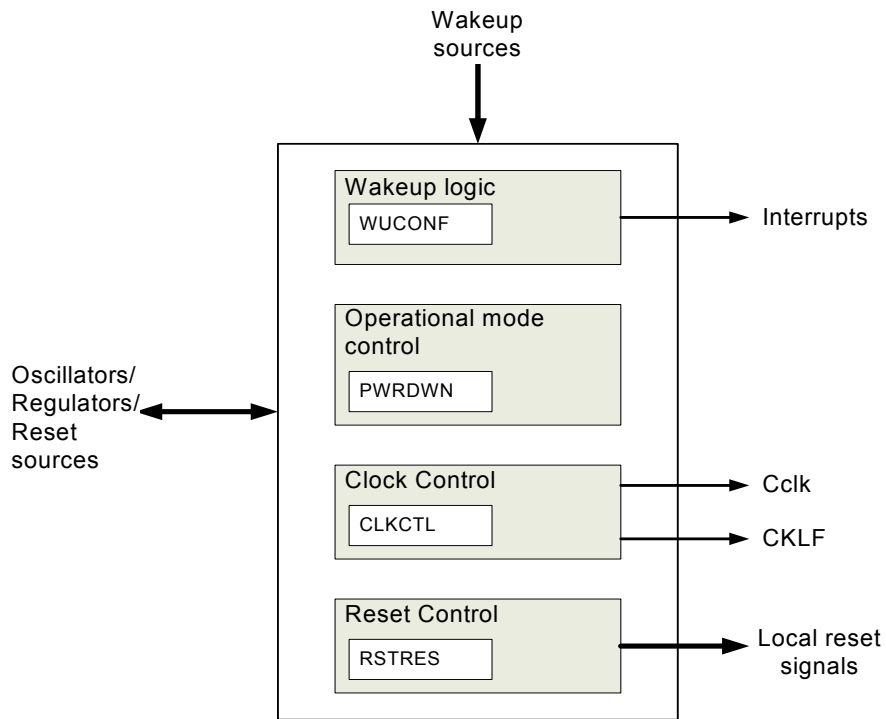 Wakeup
sources
Wakeup logic
WUCONF
Interrupts
Operational mode
control
PWRDWN
Oscillators/
Regulators/
Reset
sources
Clock Control
CLKCTL
Cclk
CKLF
Reset Control
RSTRES
Local reset
signals